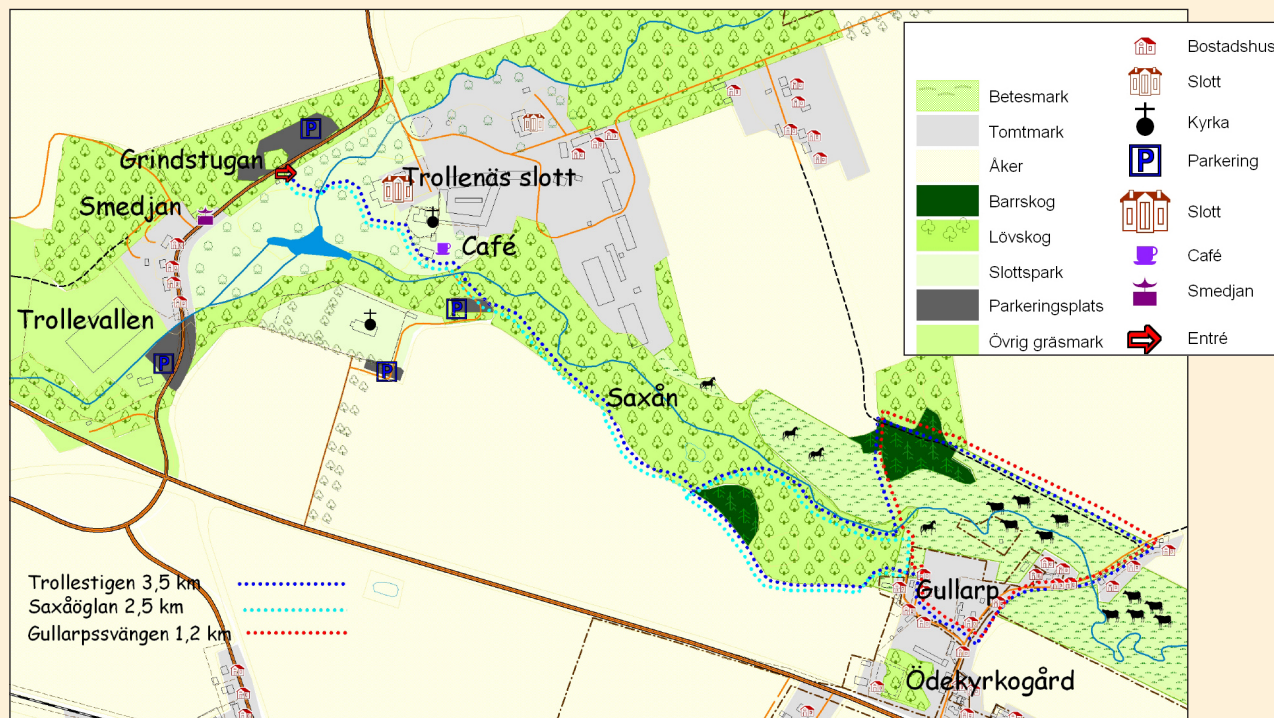 Grindstugan
Smedjan
Trollenäs slott
Café
Trollevallen
Saxån
Gullarp
Ödekyrkogård
P
P
P
P
Trollestigen 3,5 km
Saxåöglan 2,5 km
Gullarpssvängen 1,2 km
Betesmark
Tomtmark
Åker
Barrskog
Lövskog
Slottspark
Parkeringsplats
Övrig gräsmark
Bostadshus
Slott
Kyrka
P Parkering
Slott
Café
Smedjan
Entré